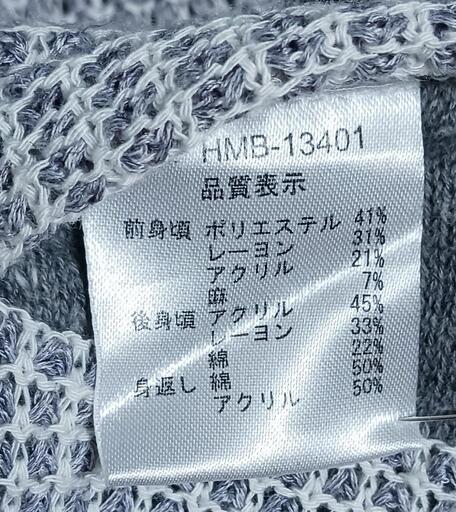 HMB-13401
品質表示
前身頃 ポリエステル 41%
レーヨン 31%
アクリル 21%
麻 7%
後身頃 アクリル 45%
レーヨン 33%
綿 22%
身返し 綿 50%
アクリル 50%